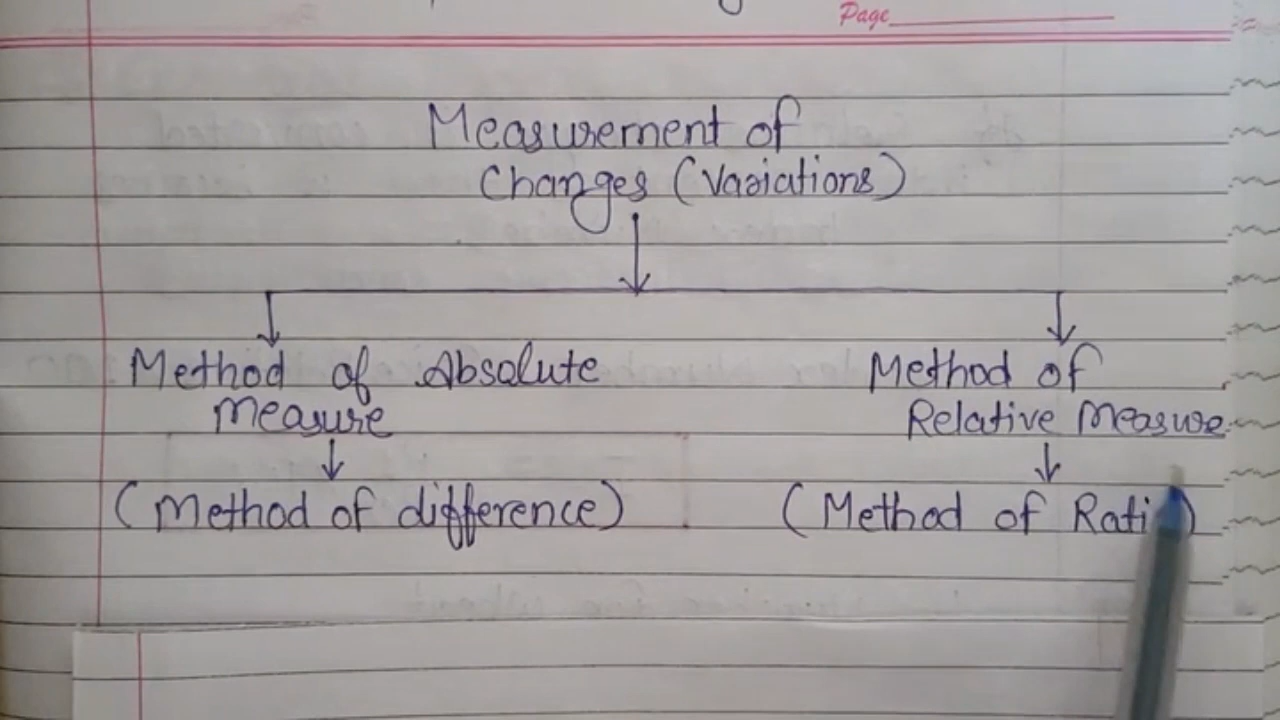 Page
Measurement of
Changes (Variations)
Method of Absolute
Measure
Method of
Relative Measure
(Method of difference)
(Method of Rati )